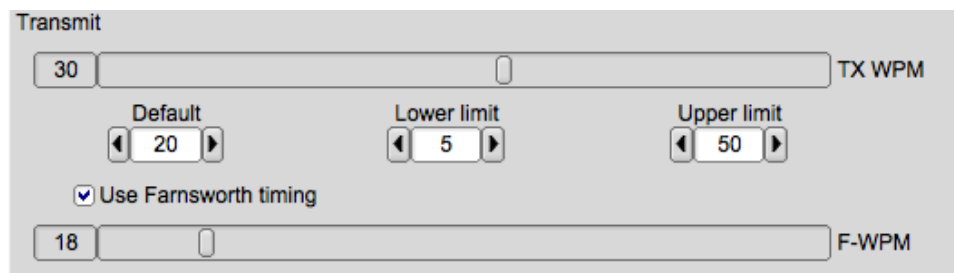 Transmit
30 TX WPM
Default Lower limit Upper limit
20 5 50
Use Farnsworth timing
18 F-WPM